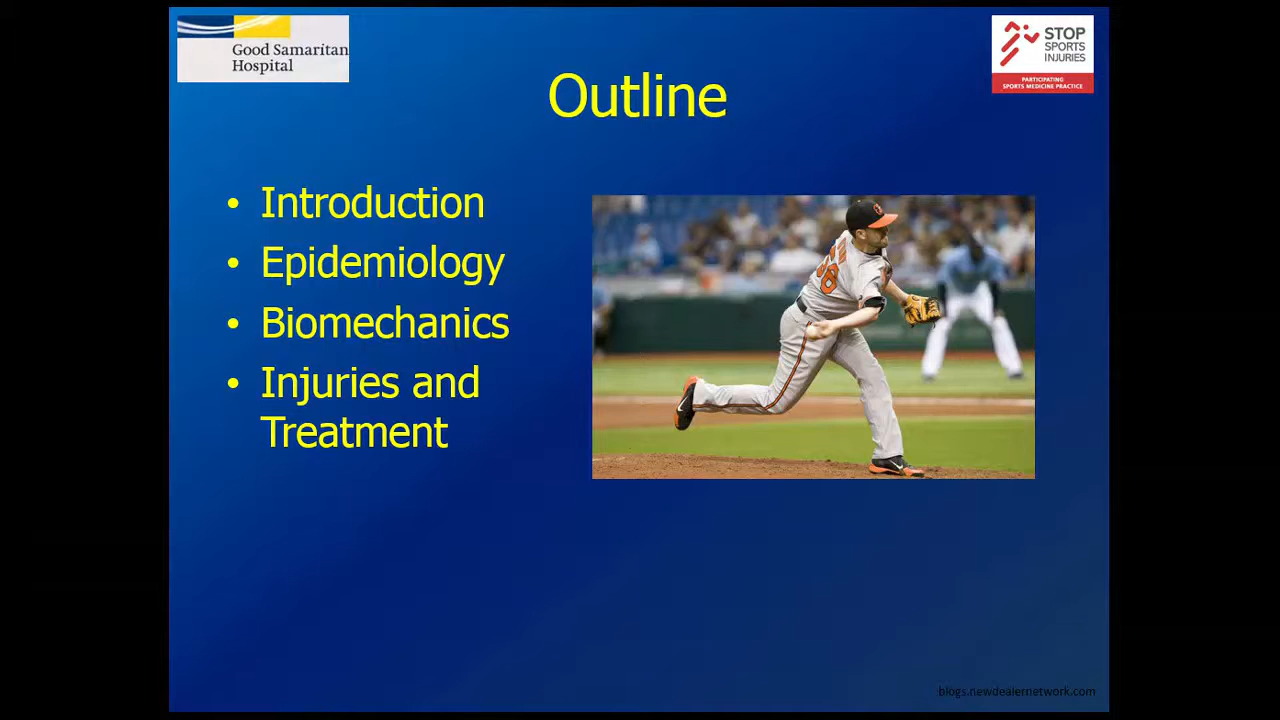 Good Samaritan
Hospital
STOP
SPORTS
INJURIES
PARTICIPATING
SPORTS MEDICINE PRACTICE
Outline
• Introduction
• Epidemiology
• Biomechanics
• Injuries and
Treatment
blogs.newdealernetwork.com